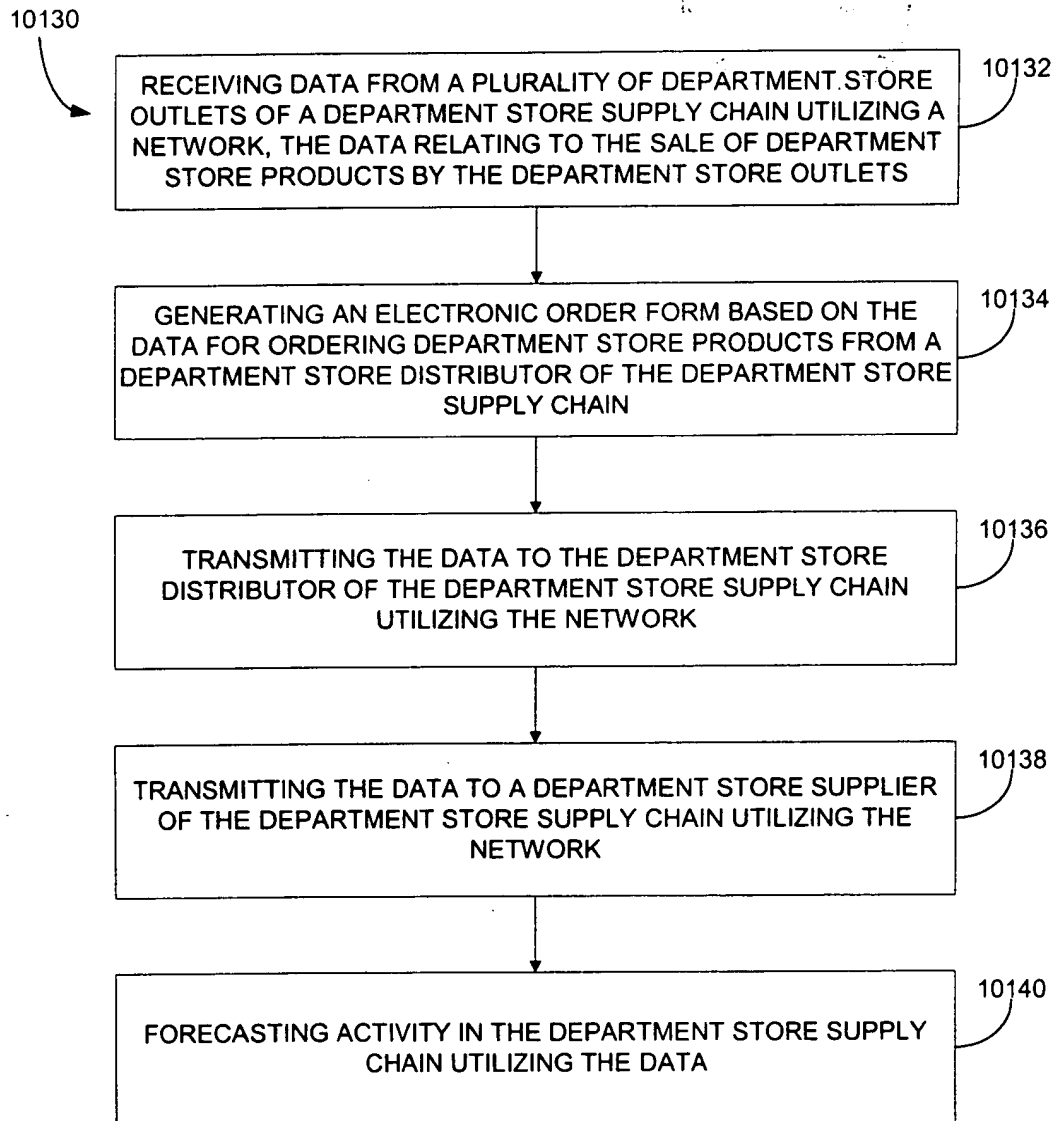 10130
RECEIVING DATA FROM A PLURALITY OF DEPARTMENT STORE
OUTLETS OF A DEPARTMENT STORE SUPPLY CHAIN UTILIZING A
NETWORK, THE DATA RELATING TO THE SALE OF DEPARTMENT
STORE PRODUCTS BY THE DEPARTMENT STORE OUTLETS
10132
GENERATING AN ELECTRONIC ORDER FORM BASED ON THE
DATA FOR ORDERING DEPARTMENT STORE PRODUCTS FROM A
DEPARTMENT STORE DISTRIBUTOR OF THE DEPARTMENT STORE
SUPPLY CHAIN
10134
TRANSMITTING THE DATA TO THE DEPARTMENT STORE
DISTRIBUTOR OF THE DEPARTMENT STORE SUPPLY CHAIN
UTILIZING THE NETWORK
10136
TRANSMITTING THE DATA TO A DEPARTMENT STORE SUPPLIER
OF THE DEPARTMENT STORE SUPPLY CHAIN UTILIZING THE
NETWORK
10138
FORECASTING ACTIVITY IN THE DEPARTMENT STORE SUPPLY
CHAIN UTILIZING THE DATA
10140